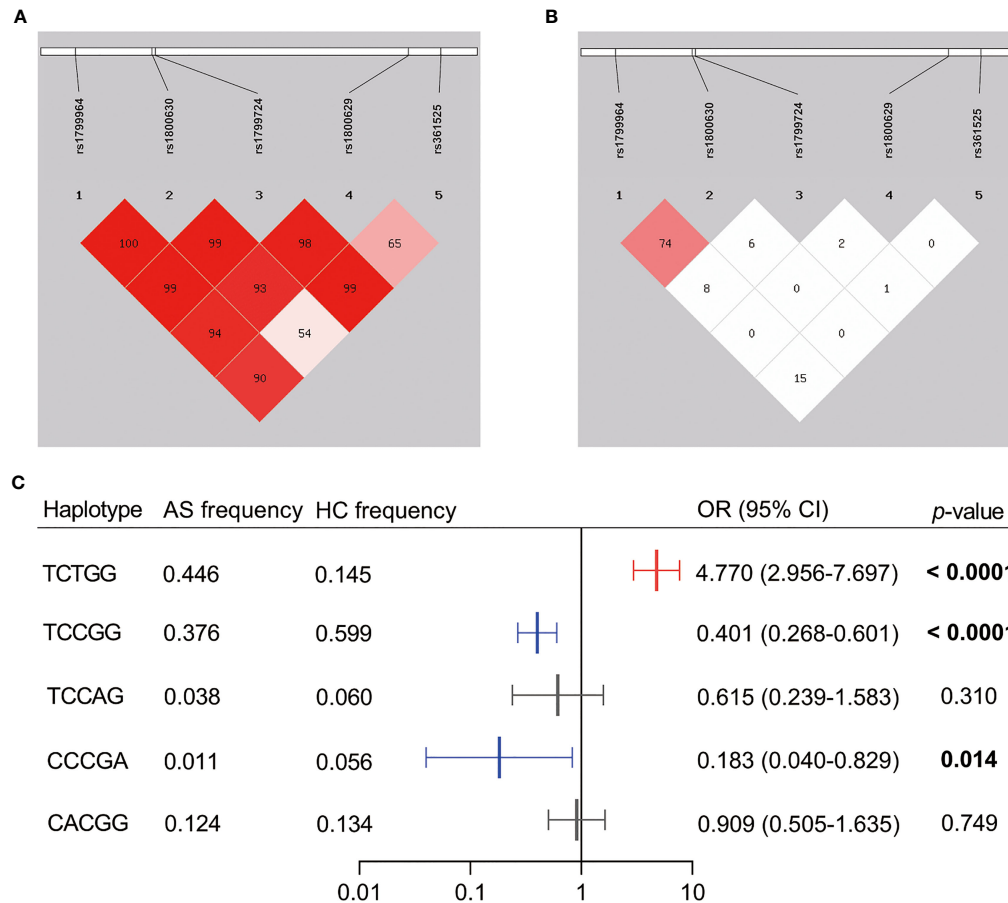 A
rs1799964
rs1800630
rs1799724
rs1800629
rs361525
1 2 3 4 5
100 99 98 65
99 93 99
94 54
90
B
rs1799964
rs1800630
rs1799724
rs1800629
rs361525
1 2 3 4 5
74 6 2 0
8 0 1
0 0
15
C
Haplotype AS frequency HC frequency OR (95% CI) p-value
TCTGG 0.446 0.145 4.770 (2.956-7.697) < 0.0001
TCCGG 0.376 0.599 0.401 (0.268-0.601) < 0.0001
TCCAG 0.038 0.060 0.615 (0.239-1.583) 0.310
CCCGA 0.011 0.056 0.183 (0.040-0.829) 0.014
CACGG 0.124 0.134 0.909 (0.505-1.635) 0.749
0.01 0.1 1 10